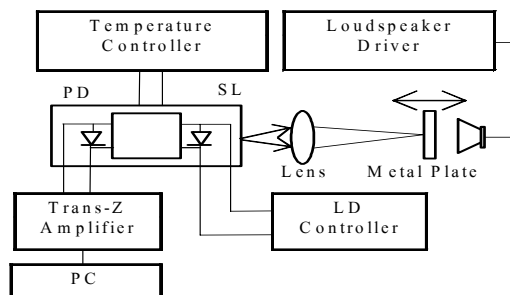 Temperature
Controller
Loudspeaker
Driver
PD
SL
Lens
Metal Plate
Trans-Z
Amplifier
LD
Controller
PC